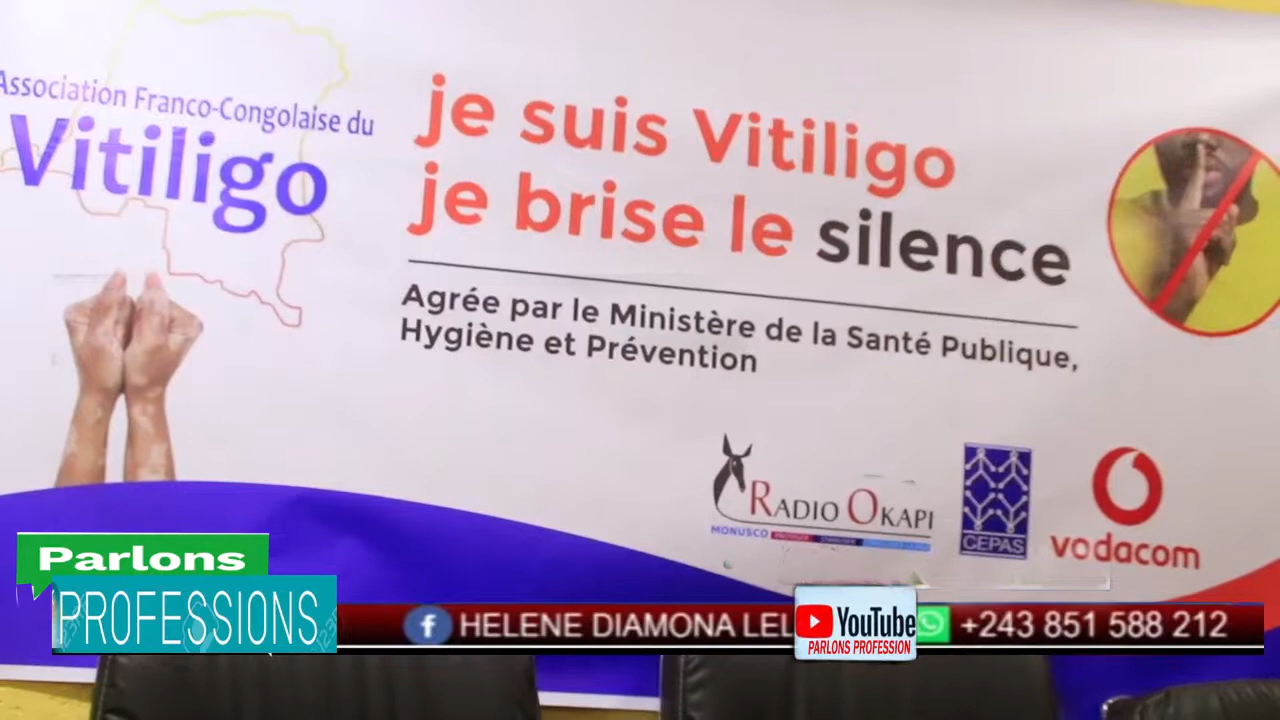 Association Franco-Congolaise du
Vitiligo
je suis Vitiligo
je brise le silence
Agrée par le Ministère de la Santé Publique,
Hygiène et Prévention
RADIO OKAPI
MONUSCO
CEPAS
vodacom
Parlons
PROFESSIONS
HELENE DIAMONA LEL
YouTube
PARLONS PROFESSION
+243 851 588 212